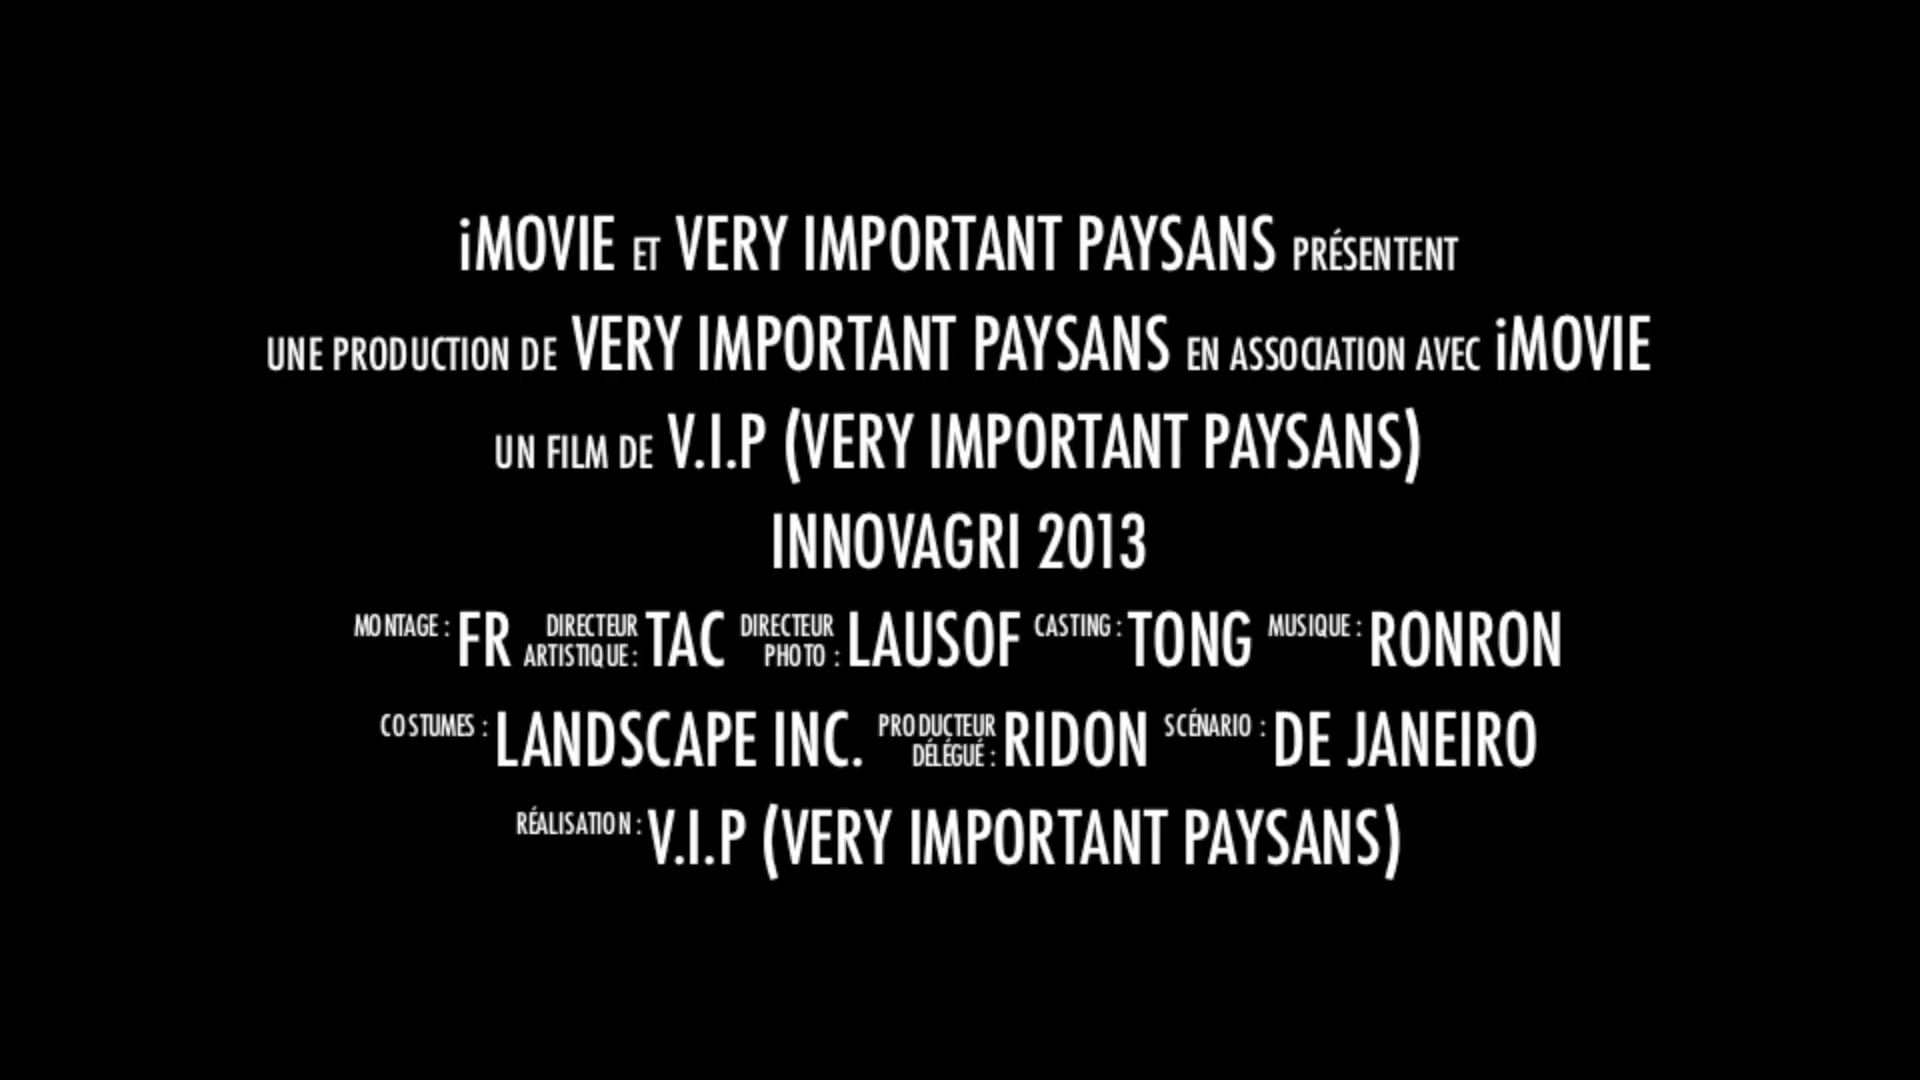 iMOVIE ET VERY IMPORTANT PAYSANS PRÉSENTENT
UNE PRODUCTION DE VERY IMPORTANT PAYSANS EN ASSOCIATION AVEC iMOVIE
UN FILM DE V.I.P (VERY IMPORTANT PAYSANS)
INNOVAGRI 2013
MONTAGE : FR DIRECTEUR ARTISTIQUE : TAC DIRECTEUR PHOTO : LAUSOF CASTING : TONG MUSIQUE : RONRON
COSTUMES : LANDSCAPE INC. PRODUCTEUR DÉLÉGUÉ : RIDON SCÉNARIO : DE JANEIRO
RÉALISATION : V.I.P (VERY IMPORTANT PAYSANS)